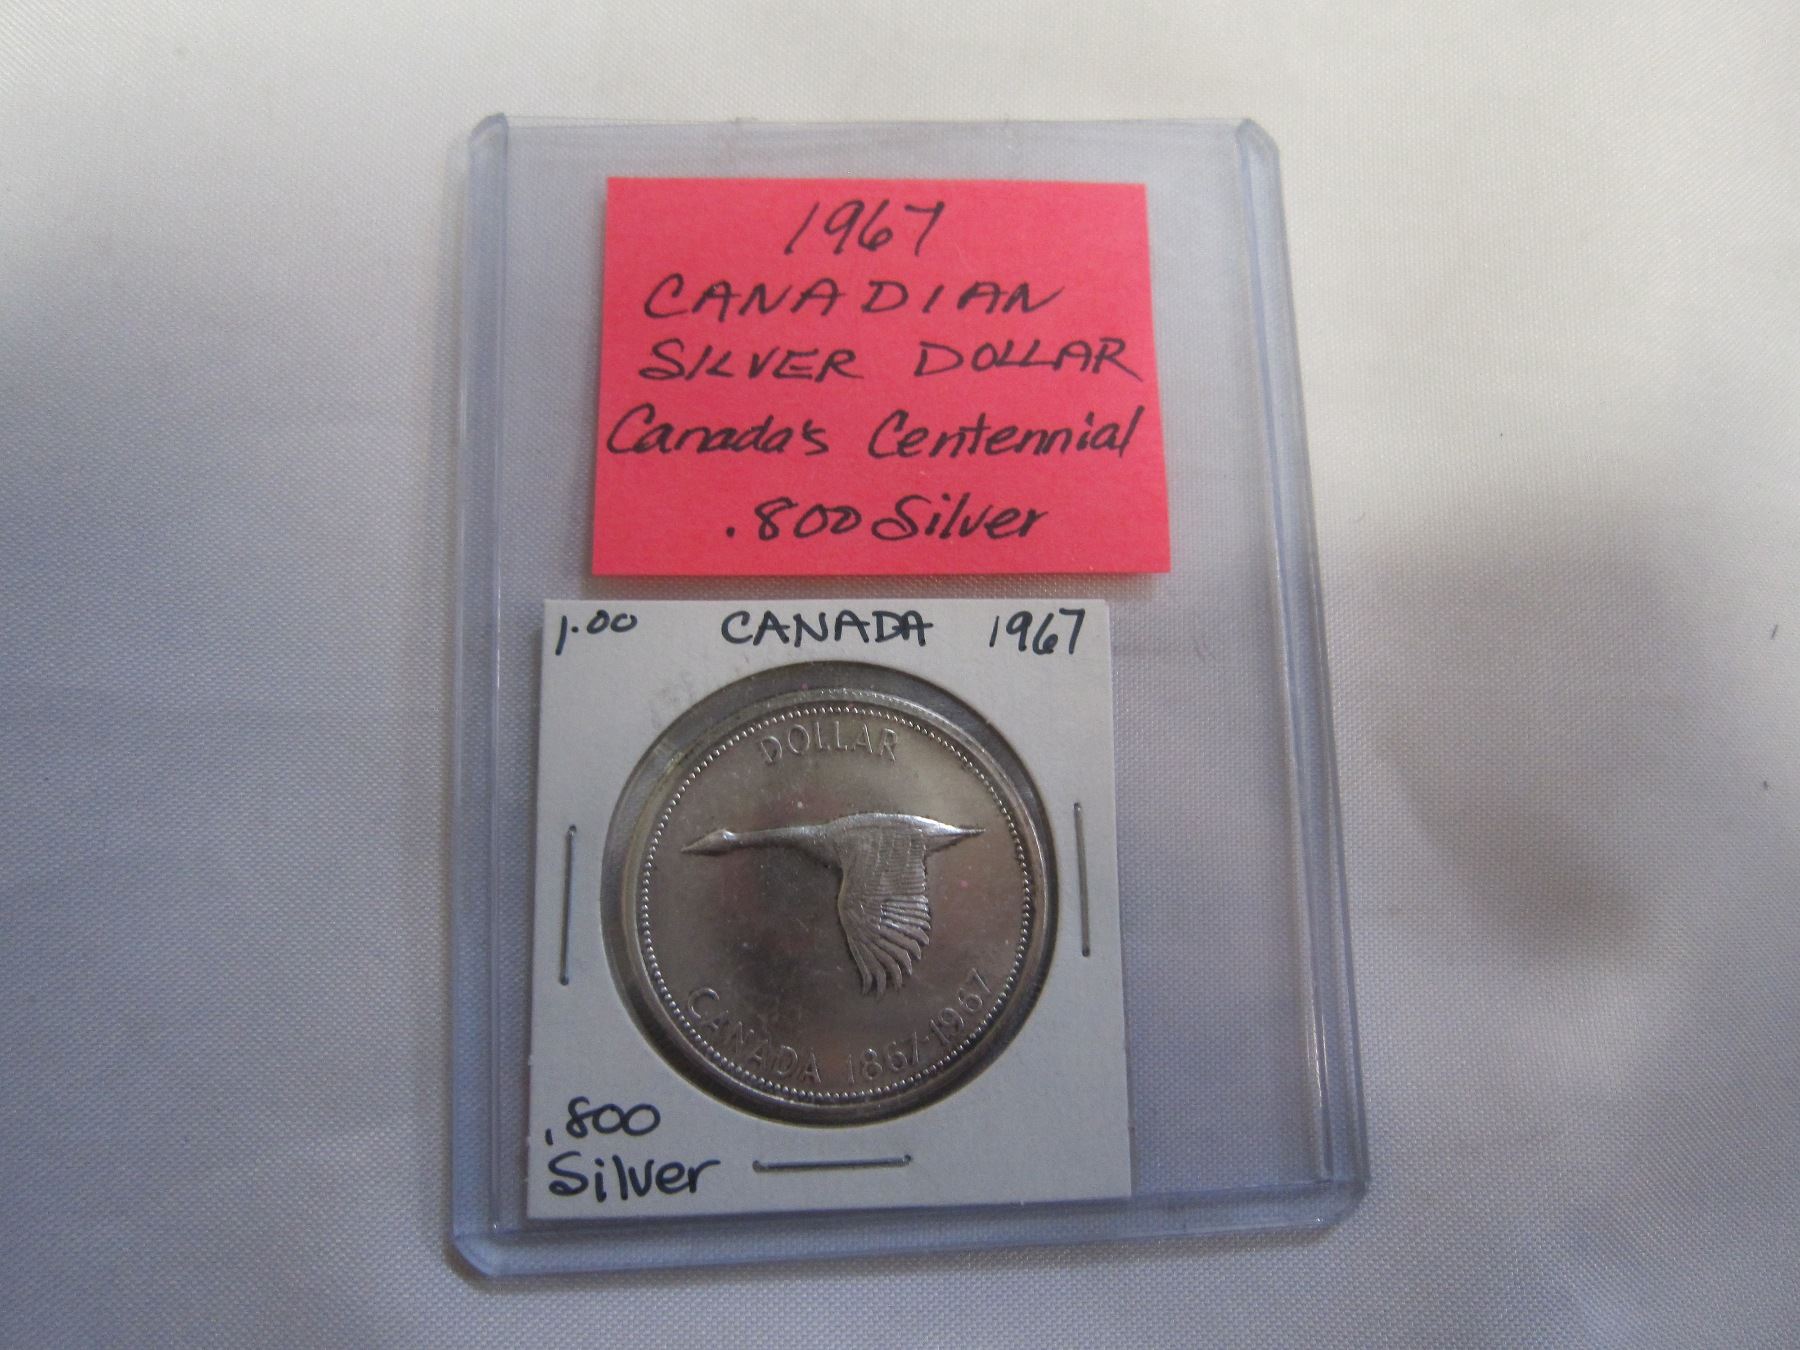 1967
CANADIAN
SILVER DOLLAR
Canada's Centennial
.800 Silver
1.00 CANADA 1967
DOLLAR
CANADA 1867-1967
.800
Silver